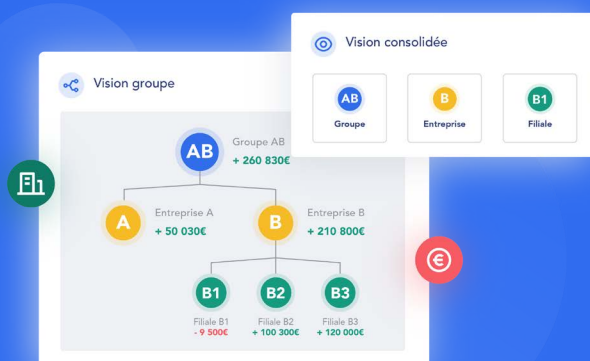 Vision consolidée
AB
Groupe
B
Entreprise
B1
Filiale
Vision groupe
AB
Groupe AB
+ 260 830€
A
Entreprise A
+ 50 030€
B
Entreprise B
+ 210 800€
B1
B2
B3
Filiale B1
Filiale B2
Filiale B3
- 9 500€
+ 100 300€
+ 120 000€
€